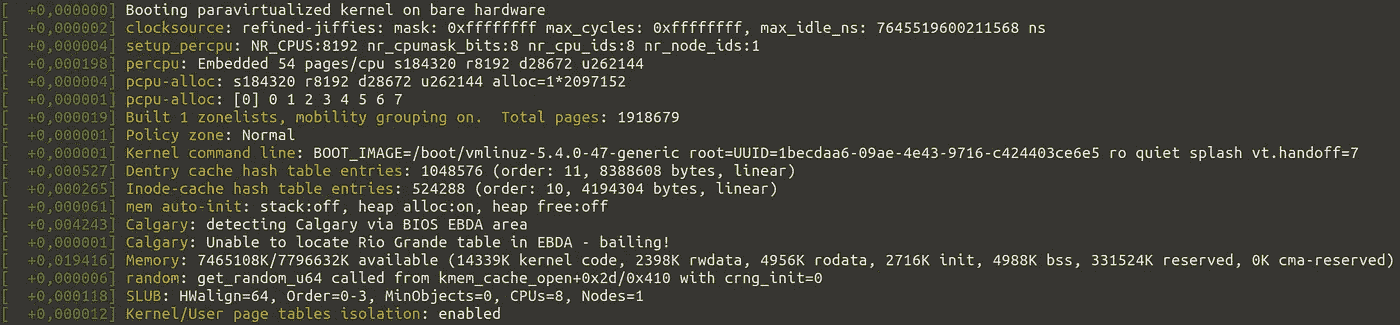 [  +0,000000] Booting paravirtualized kernel on bare hardware
[  +0,000002] clocksource: refined-jiffies: mask: 0xffffffff max_cycles: 0xffffffff, max_idle_ns: 7645519600211568 ns
[  +0,000004] setup_percpu: NR_CPUS:8192 nr_cpumask_bits:8 nr_cpu_ids:8 nr_node_ids:1
[  +0,000198] percpu: Embedded 54 pages/cpu s184320 r8192 d28672 u262144
[  +0,000004] pcpu-alloc: s184320 r8192 d28672 u262144 alloc=1*2097152
[  +0,000001] pcpu-alloc: [0] 0 1 2 3 4 5 6 7
[  +0,000019] Built 1 zonelists, mobility grouping on.  Total pages: 1918679
[  +0,000001] Policy zone: Normal
[  +0,000001] Kernel command line: BOOT_IMAGE=/boot/vmlinuz-5.4.0-47-generic root=UUID=1becdaa6-09ae-4e43-9716-c424403ce6e5 ro quiet splash vt.handoff=7
[  +0,000527] Dentry cache hash table entries: 1048576 (order: 11, 8388608 bytes, linear)
[  +0,000265] Inode-cache hash table entries: 524288 (order: 10, 4194304 bytes, linear)
[  +0,000061] mem auto-init: stack:off, heap alloc:on, heap free:off
[  +0,004243] Calgary: detecting Calgary via BIOS EBDA area
[  +0,000001] Calgary: Unable to locate Rio Grande table in EBDA - bailing!
[  +0,019416] Memory: 7465108K/7796632K available (14339K kernel code, 2398K rwdata, 4956K rodata, 2716K init, 4988K bss, 331524K reserved, 0K cma-reserved)
[  +0,000006] random: get_random_u64 called from kmem_cache_open+0x2d/0x410 with crng_init=0
[  +0,000118] SLUB: HWalign=64, Order=0-3, MinObjects=0, CPUs=8, Nodes=1
[  +0,000012] Kernel/User page tables isolation: enabled